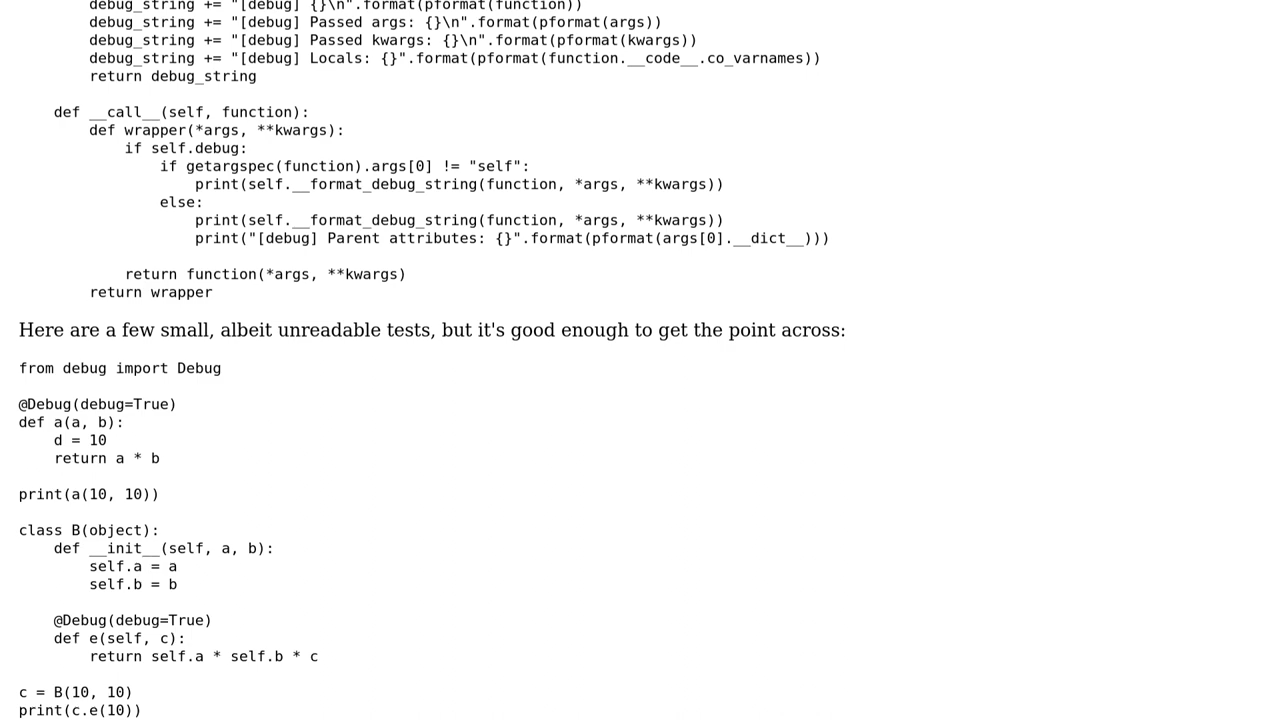 debug_string += "[debug] {}\n".format(pformat(function))
debug_string += "[debug] Passed args: {}\n".format(pformat(args))
debug_string += "[debug] Passed kwargs: {}\n".format(pformat(kwargs))
debug_string += "[debug] Locals: {}".format(pformat(function.__code__.co_varnames))
return debug_string
def __call__(self, function):
def wrapper(*args, **kwargs):
if self.debug:
if getargspec(function).args[0] != "self":
print(self.__format_debug_string(function, *args, **kwargs))
else:
print(self.__format_debug_string(function, *args, **kwargs))
print("[debug] Parent attributes: {}".format(pformat(args[0].__dict__)))
return function(*args, **kwargs)
return wrapper
Here are a few small, albeit unreadable tests, but it's good enough to get the point across:
from debug import Debug
@Debug(debug=True)
def a(a, b):
d = 10
return a * b
print(a(10, 10))
class B(object):
def __init__(self, a, b):
self.a = a
self.b = b
@Debug(debug=True)
def e(self, c):
return self.a * self.b * c
c = B(10, 10)
print(c.e(10))